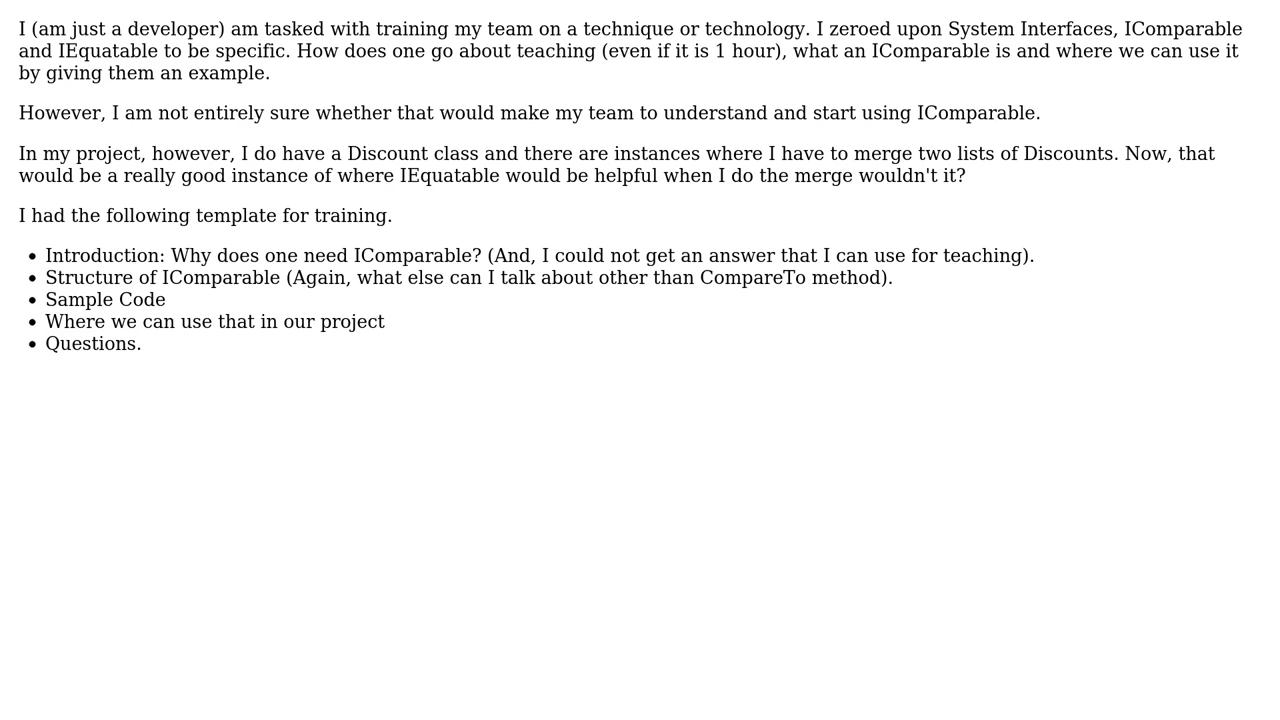 I (am just a developer) am tasked with training my team on a technique or technology. I zeroed upon System Interfaces, IComparable
and IEquatable to be specific. How does one go about teaching (even if it is 1 hour), what an IComparable is and where we can use it
by giving them an example.
However, I am not entirely sure whether that would make my team to understand and start using IComparable.
In my project, however, I do have a Discount class and there are instances where I have to merge two lists of Discounts. Now, that
would be a really good instance of where IEquatable would be helpful when I do the merge wouldn't it?
I had the following template for training.
• Introduction: Why does one need IComparable? (And, I could not get an answer that I can use for teaching).
• Structure of IComparable (Again, what else can I talk about other than CompareTo method).
• Sample Code
• Where we can use that in our project
• Questions.